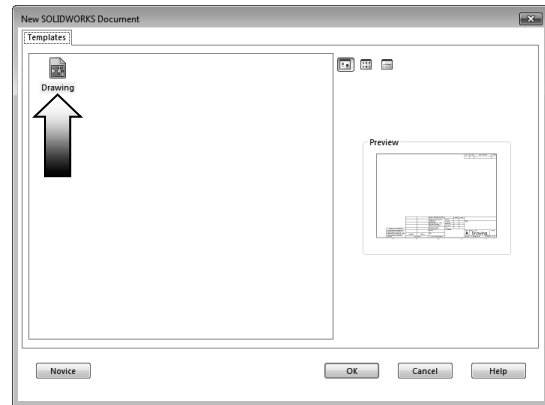 New SOLIDWORKS Document
Templates
Drawing
Preview
A Drawing
Novice
OK
Cancel
Help